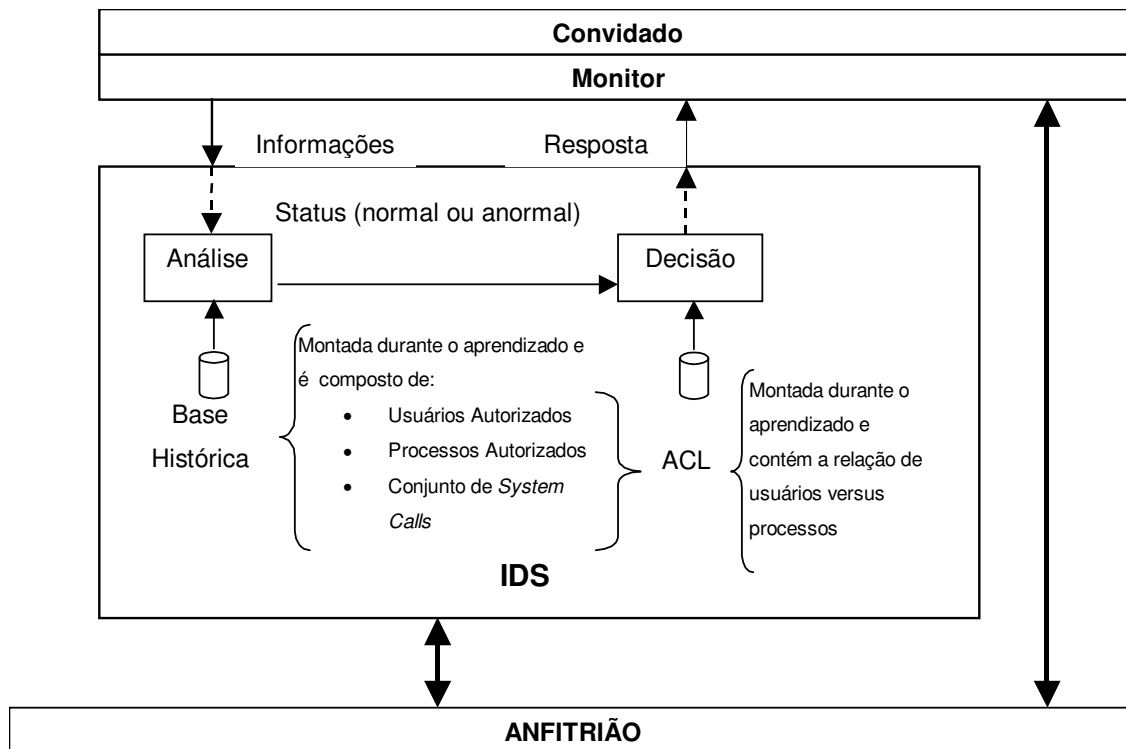 Convidado
Monitor
Informações
Resposta
Status (normal ou anormal)
Análise
Decisão
Montada durante o aprendizado e
é composto de:
• Usuários Autorizados
• Processos Autorizados
• Conjunto de System
Calls
Base
Histórica
ACL
Montada durante o
aprendizado e
contém a relação de
usuários versus
processos
IDS
ANFITRIÃO